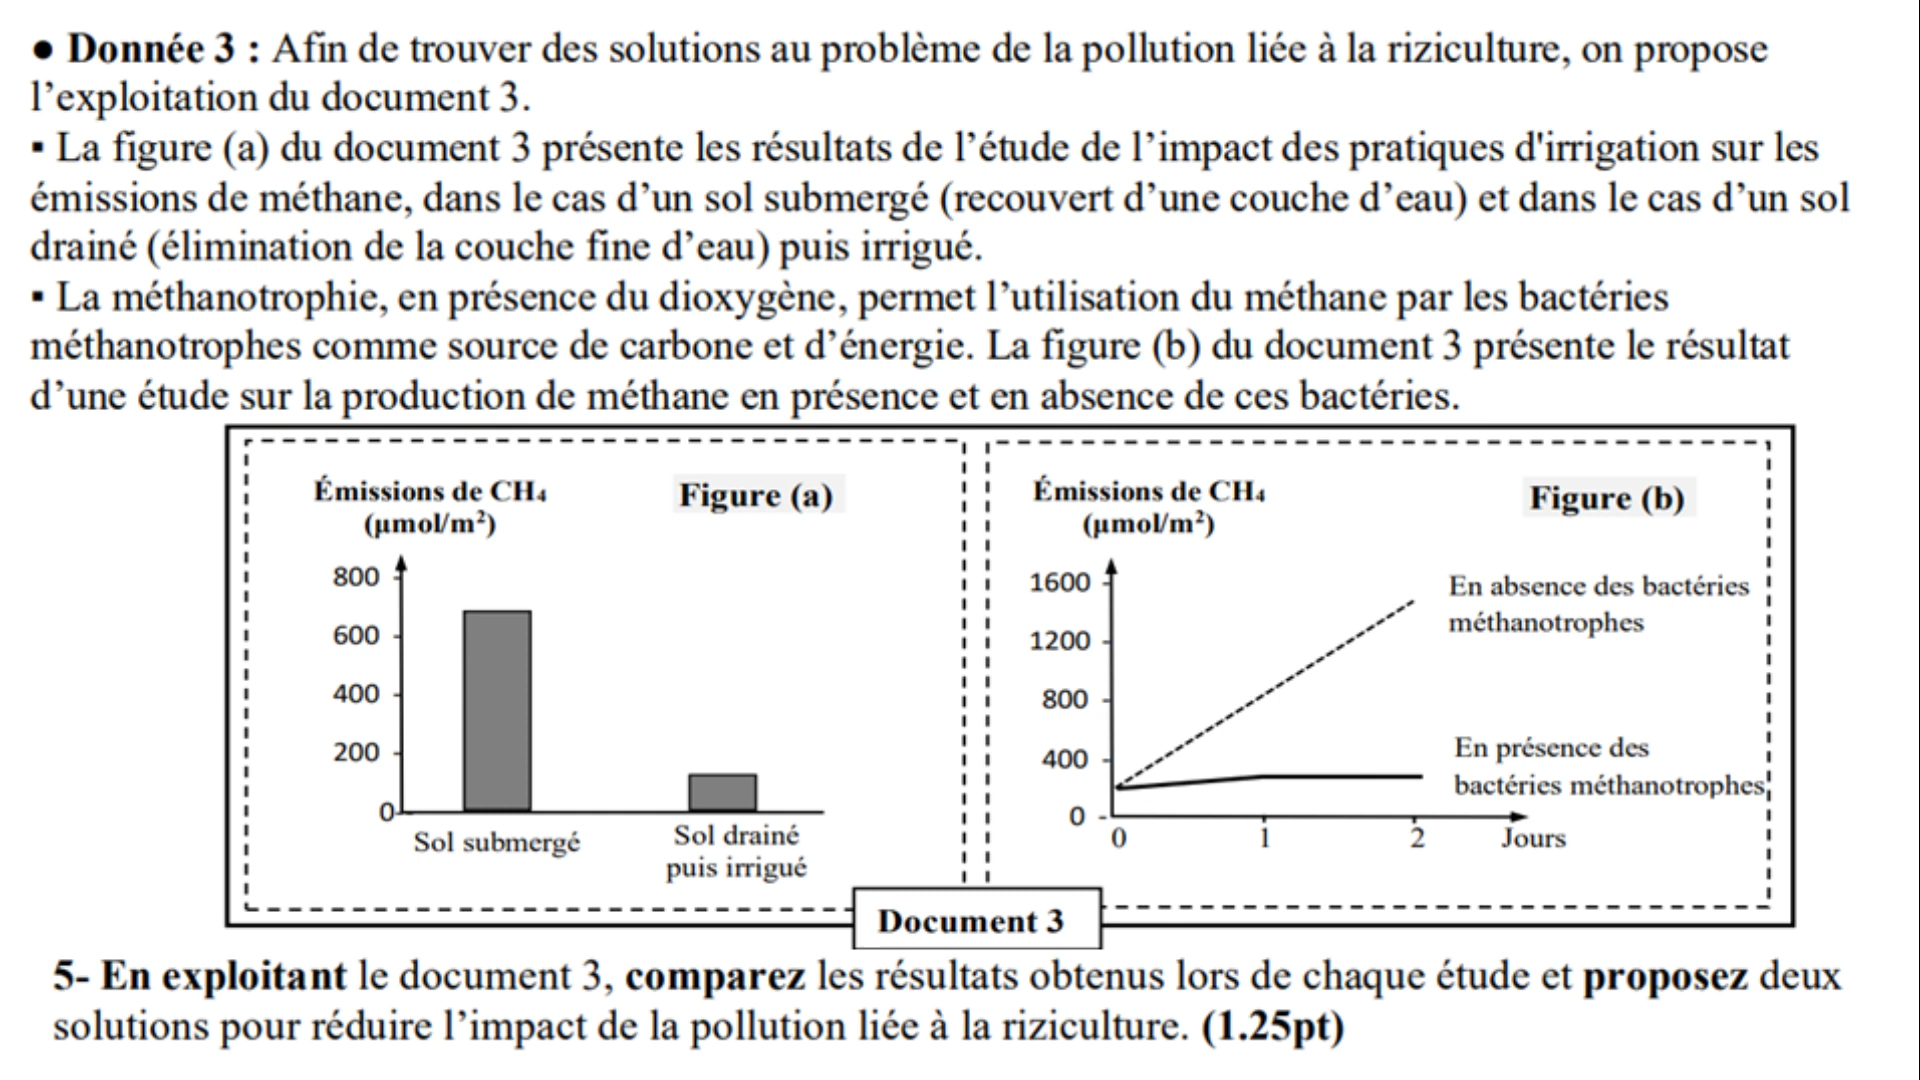 ● Donnée 3 : Afin de trouver des solutions au problème de la pollution liée à la riziculture, on propose
l’exploitation du document 3.
▪ La figure (a) du document 3 présente les résultats de l’étude de l’impact des pratiques d'irrigation sur les
émissions de méthane, dans le cas d’un sol submergé (recouvert d’une couche d’eau) et dans le cas d’un sol
drainé (élimination de la couche fine d’eau) puis irrigué.
▪ La méthanotrophie, en présence du dioxygène, permet l’utilisation du méthane par les bactéries
méthanotrophes comme source de carbone et d’énergie. La figure (b) du document 3 présente le résultat
d’une étude sur la production de méthane en présence et en absence de ces bactéries.
Émissions de CH₄
(µmol/m²)
Figure (a)
800
600
400
200
0
Sol submergé
Sol drainé
puis irrigué
Émissions de CH₄
(µmol/m²)
Figure (b)
1600
1200
800
400
0
En absence des bactéries
méthanotrophes
En présence des
bactéries méthanotrophes
0 1 2 Jours
Document 3
5- En exploitant le document 3, comparez les résultats obtenus lors de chaque étude et proposez deux
solutions pour réduire l’impact de la pollution liée à la riziculture. (1.25pt)